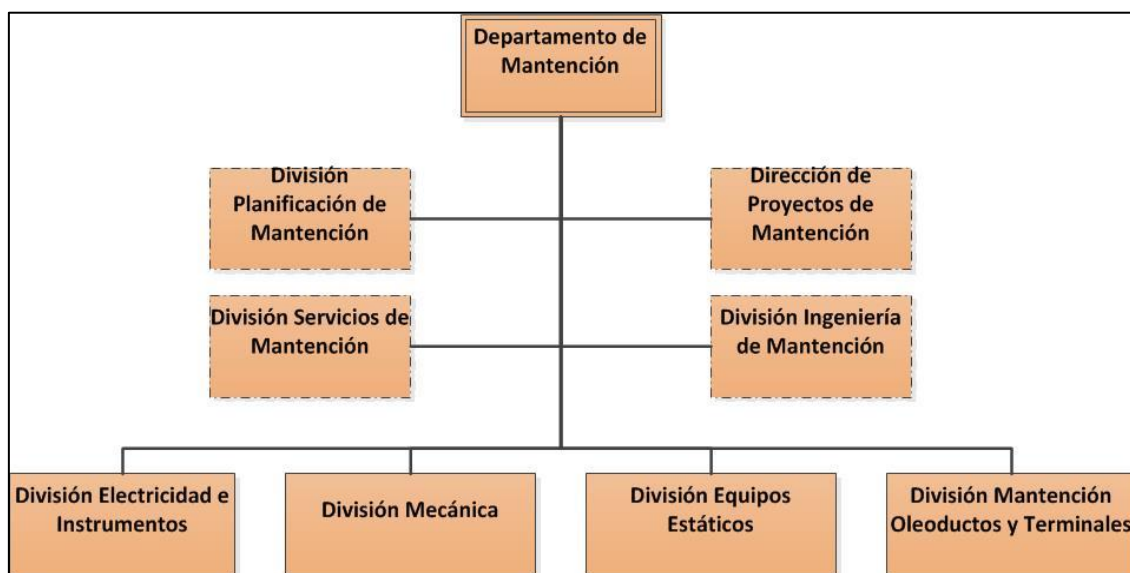 Departamento de
Mantención
División
Planificación de
Mantención
Dirección de
Proyectos de
Mantención
División Servicios de
Mantención
División Ingeniería
de Mantención
División Electricidad e
Instrumentos
División Mecánica
División Equipos
Estáticos
División Mantención
Oleoductos y Terminales